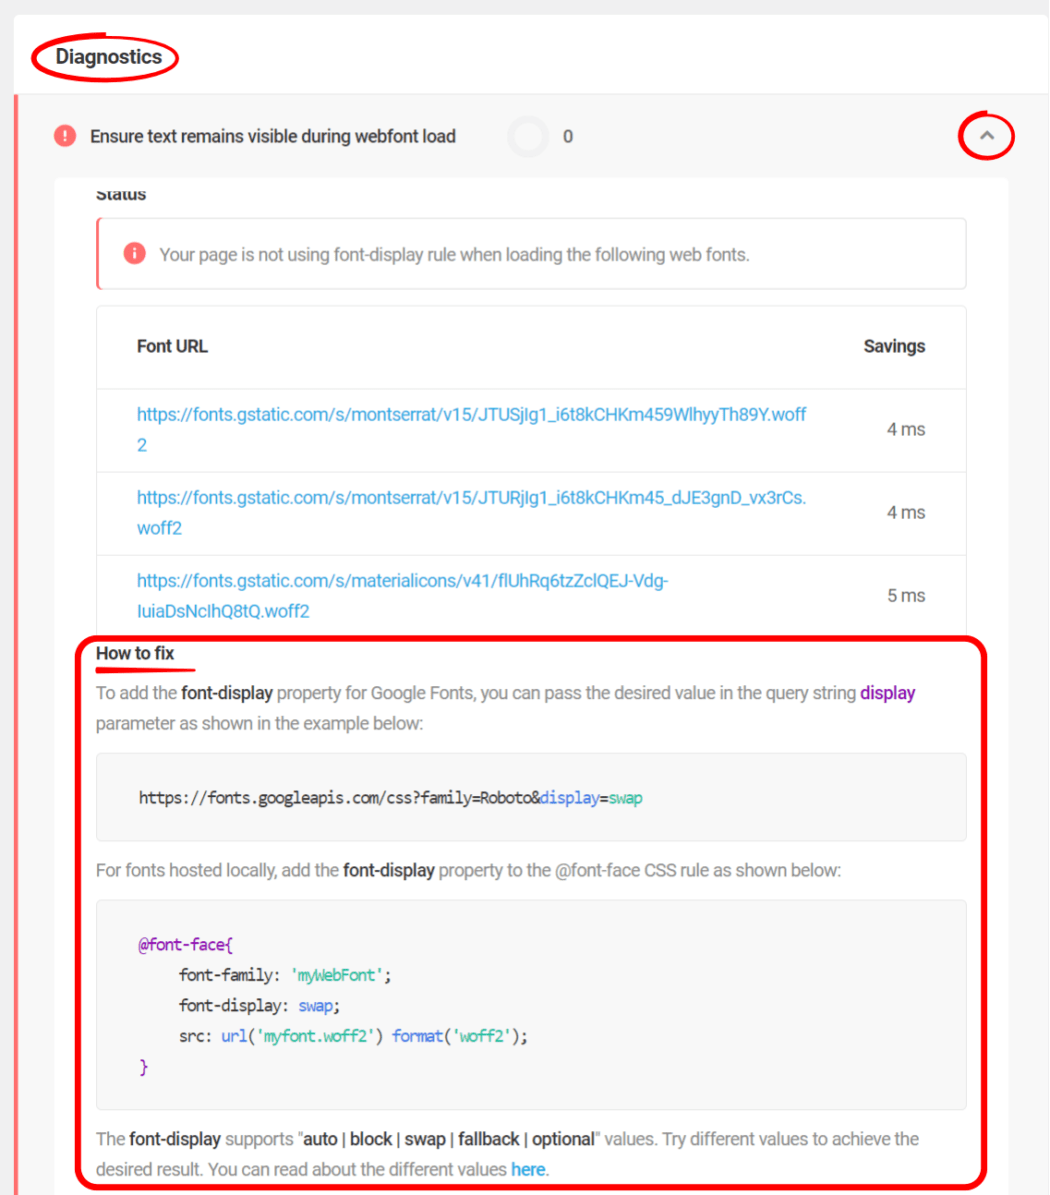 Diagnostics
Ensure text remains visible during webfont load 0
Status
Your page is not using font-display rule when loading the following web fonts.
Font URL Savings
https://fonts.gstatic.com/s/montserrat/v15/JTUSjIg1_i6t8kCHKm459WlhyyTh89Y.woff
2
4 ms
https://fonts.gstatic.com/s/montserrat/v15/JTURjIg1_i6t8kCHKm45_dJE3gnD_vx3rCs.
woff2
4 ms
https://fonts.gstatic.com/s/materialicons/v41/flUhRq6tzZclQEJ-Vdg-
IuiaDsNcIhQ8tQ.woff2
5 ms
How to fix
To add the font-display property for Google Fonts, you can pass the desired value in the query string display
parameter as shown in the example below:
https://fonts.googleapis.com/css?family=Roboto&display=swap
For fonts hosted locally, add the font-display property to the @font-face CSS rule as shown below:
@font-face{
font-family: 'myWebFont';
font-display: swap;
src: url('myfont.woff2') format('woff2');
}
The font-display supports "auto | block | swap | fallback | optional" values. Try different values to achieve the
desired result. You can read about the different values here.